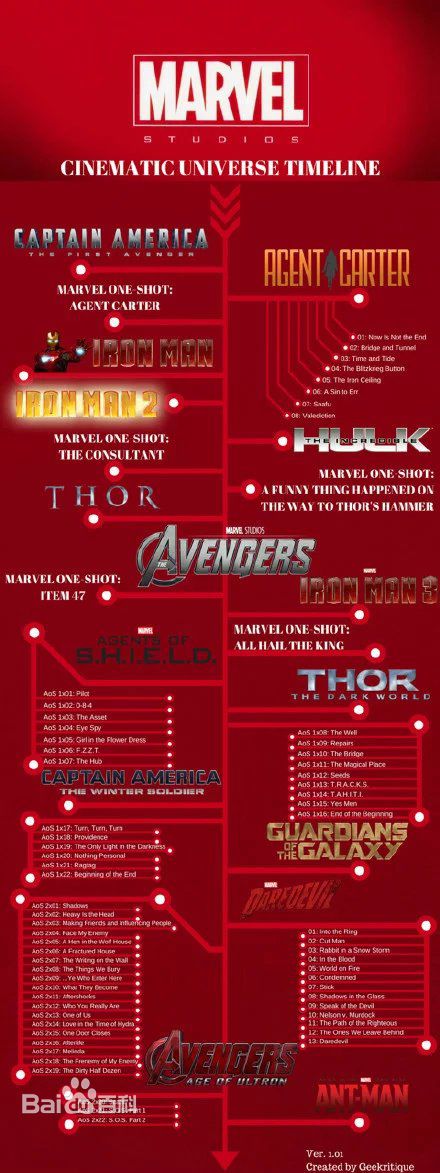 MARVEL
STUDIOS
CINEMATIC UNIVERSE TIMELINE
CAPTAIN AMERICA
THE FIRST AVENGER
AGENT CARTER
MARVEL ONE-SHOT:
AGENT CARTER
01: Now Is Not the End
02: Bridge and Tunnel
03: Time and Tide
04: The Blitzkrieg Button
05: The Iron Ceiling
06: A Sin to Err
07: Snafu
08: Valediction
IRON MAN
IRON MAN 2
THE INCREDIBLE
HULK
MARVEL ONE-SHOT:
THE CONSULTANT
MARVEL ONE-SHOT:
A FUNNY THING HAPPENED ON
THE WAY TO THOR'S HAMMER
THOR
MARVEL STUDIOS
THE AVENGERS
MARVEL ONE-SHOT:
ITEM 47
MARVEL
IRON MAN 3
MARVEL ONE-SHOT:
ALL HAIL THE KING
MARVEL
AGENTS OF
S.H.I.E.L.D.
THOR
THE DARK WORLD
AoS 1x01: Pilot
AoS 1x02: 0-8-4
AoS 1x03: The Asset
AoS 1x04: Eye Spy
AoS 1x05: Girl in the Flower Dress
AoS 1x06: F.Z.Z.T.
AoS 1x07: The Hub
AoS 1x08: The Well
AoS 1x09: Repairs
AoS 1x10: The Bridge
AoS 1x11: The Magical Place
AoS 1x12: Seeds
AoS 1x13: T.R.A.C.K.S.
AoS 1x14: T.A.H.I.T.I.
AoS 1x15: Yes Men
AoS 1x16: End of the Beginning
CAPTAIN AMERICA
THE WINTER SOLDIER
AoS 1x17: Turn, Turn, Turn
AoS 1x18: Providence
AoS 1x19: The Only Light in the Darkness
AoS 1x20: Nothing Personal
AoS 1x21: Ragtag
AoS 1x22: Beginning of the End
GUARDIANS
OF THE
GALAXY
MARVEL
DAREDEVIL
AoS 2x01: Shadows
AoS 2x02: Heavy Is the Head
AoS 2x03: Making Friends and Influencing People
AoS 2x04: Face My Enemy
AoS 2x05: A Hen in the Wolf House
AoS 2x06: A Fractured House
AoS 2x07: The Writing on the Wall
AoS 2x08: The Things We Bury
AoS 2x09: ...Ye Who Enter Here
AoS 2x10: What They Become
AoS 2x11: Aftershocks
AoS 2x12: Who You Really Are
AoS 2x13: One of Us
AoS 2x14: Love in the Time of Hydra
AoS 2x15: One Door Closes
AoS 2x16: Afterlife
AoS 2x17: Melinda
AoS 2x18: The Frenemy of My Enemy
AoS 2x19: The Dirty Half Dozen
01: Into the Ring
02: Cut Man
03: Rabbit in a Snow Storm
04: In the Blood
05: World on Fire
06: Condemned
07: Stick
08: Shadows in the Glass
09: Speak of the Devil
10: Nelson v. Murdock
11: The Path of the Righteous
12: The Ones We Leave Behind
13: Daredevil
MARVEL
AVENGERS
AGE OF ULTRON
Baidu百科
Part 1
2x22: S.O.S. Part 2
MARVEL
ANT-MAN
Ver. 1.01
Created by Geekritique